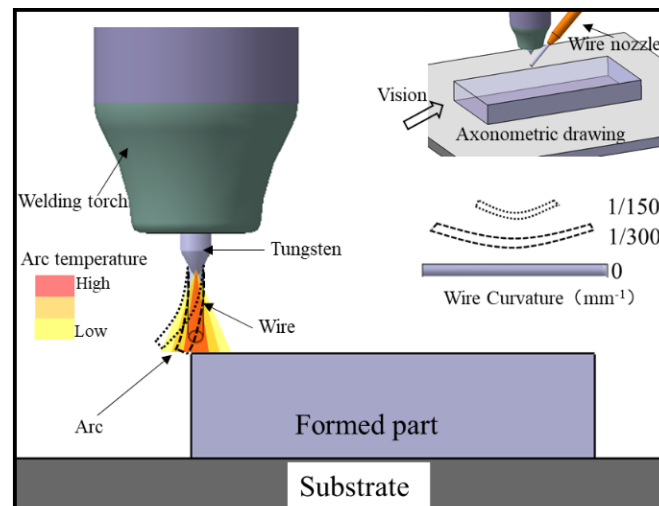 Wire nozzle
Vision
Axonometric drawing
Welding torch
Tungsten
1/150
1/300
0
Wire Curvature（mm⁻¹）
Arc temperature
High
Low
Wire
Arc
Formed part
Substrate